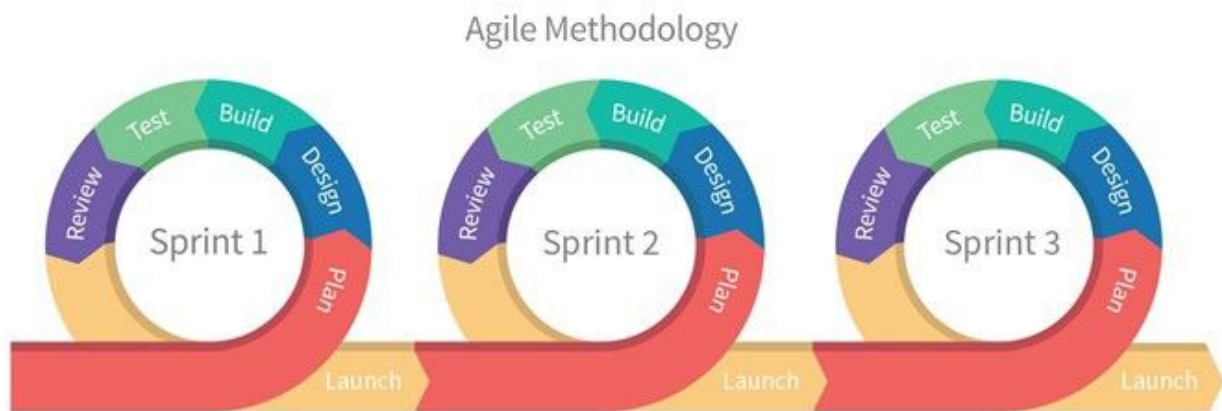 Agile Methodology
Test
Build
Review
Design
Sprint 1
Plan
Launch
Test
Build
Review
Design
Sprint 2
Plan
Launch
Test
Build
Review
Design
Sprint 3
Plan
Launch